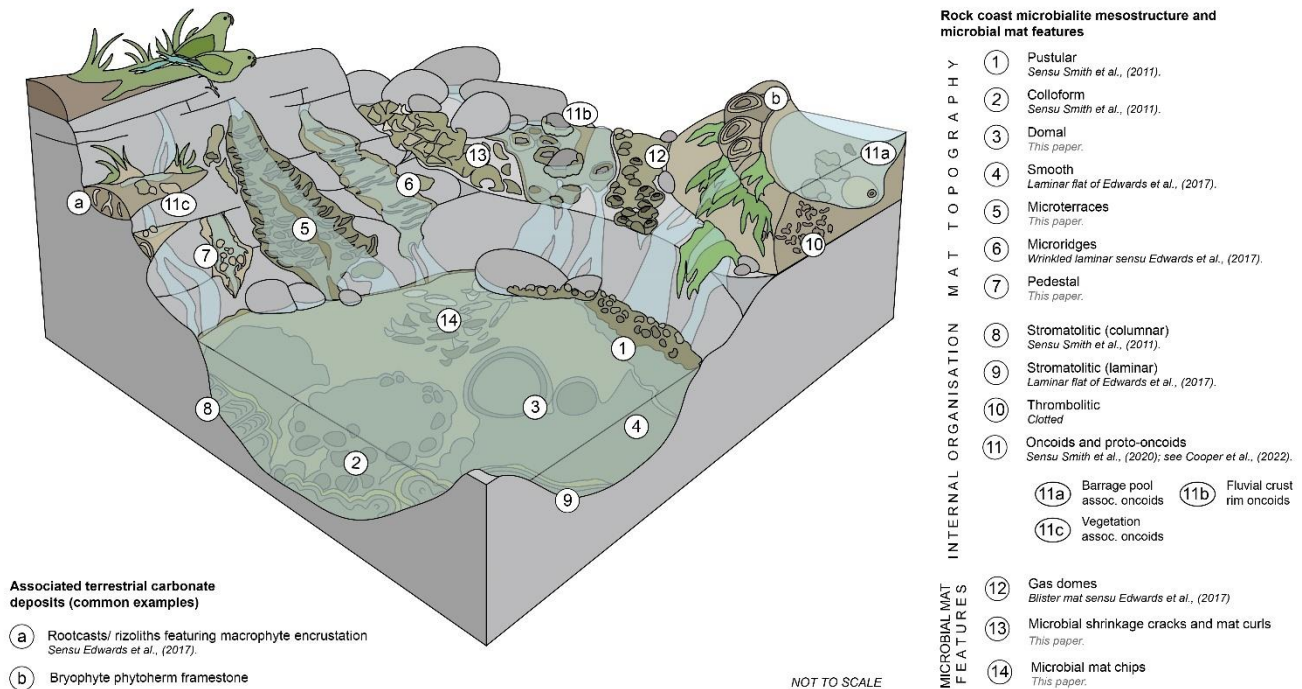 Rock coast microbialite mesostructure and
microbial mat features
MAT TOPOGRAPHY
1 Pustular
Sensu Smith et al., (2011).
2 Colloform
Sensu Smith et al., (2011).
3 Domal
This paper.
4 Smooth
Laminar flat of Edwards et al., (2017).
5 Microterraces
This paper.
6 Microridges
Wrinkled laminar sensu Edwards et al., (2017).
7 Pedestal
This paper.
INTERNAL ORGANISATION
8 Stromatolitic (columnar)
Sensu Smith et al., (2011).
9 Stromatolitic (laminar)
Laminar flat of Edwards et al., (2017).
10 Thrombolitic
Clotted
11 Oncoids and proto-oncoids
Sensu Smith et al., (2020); see Cooper et al., (2022).
11a Barrage pool
assoc. oncoids
11b Fluvial crust
rim oncoids
11c Vegetation
assoc. oncoids
MICROBIAL MAT
FEATURES
12 Gas domes
Blister mat sensu Edwards et al., (2017)
13 Microbial shrinkage cracks and mat curls
This paper.
14 Microbial mat chips
This paper.
b
11b
13
12
11a
6
a
11c
5
10
7
14
1
3
8
4
2
9
Associated terrestrial carbonate
deposits (common examples)
a Rootcasts/ rizoliths featuring macrophyte encrustation
Sensu Edwards et al., (2017).
b Bryophyte phytoherm framestone
NOT TO SCALE